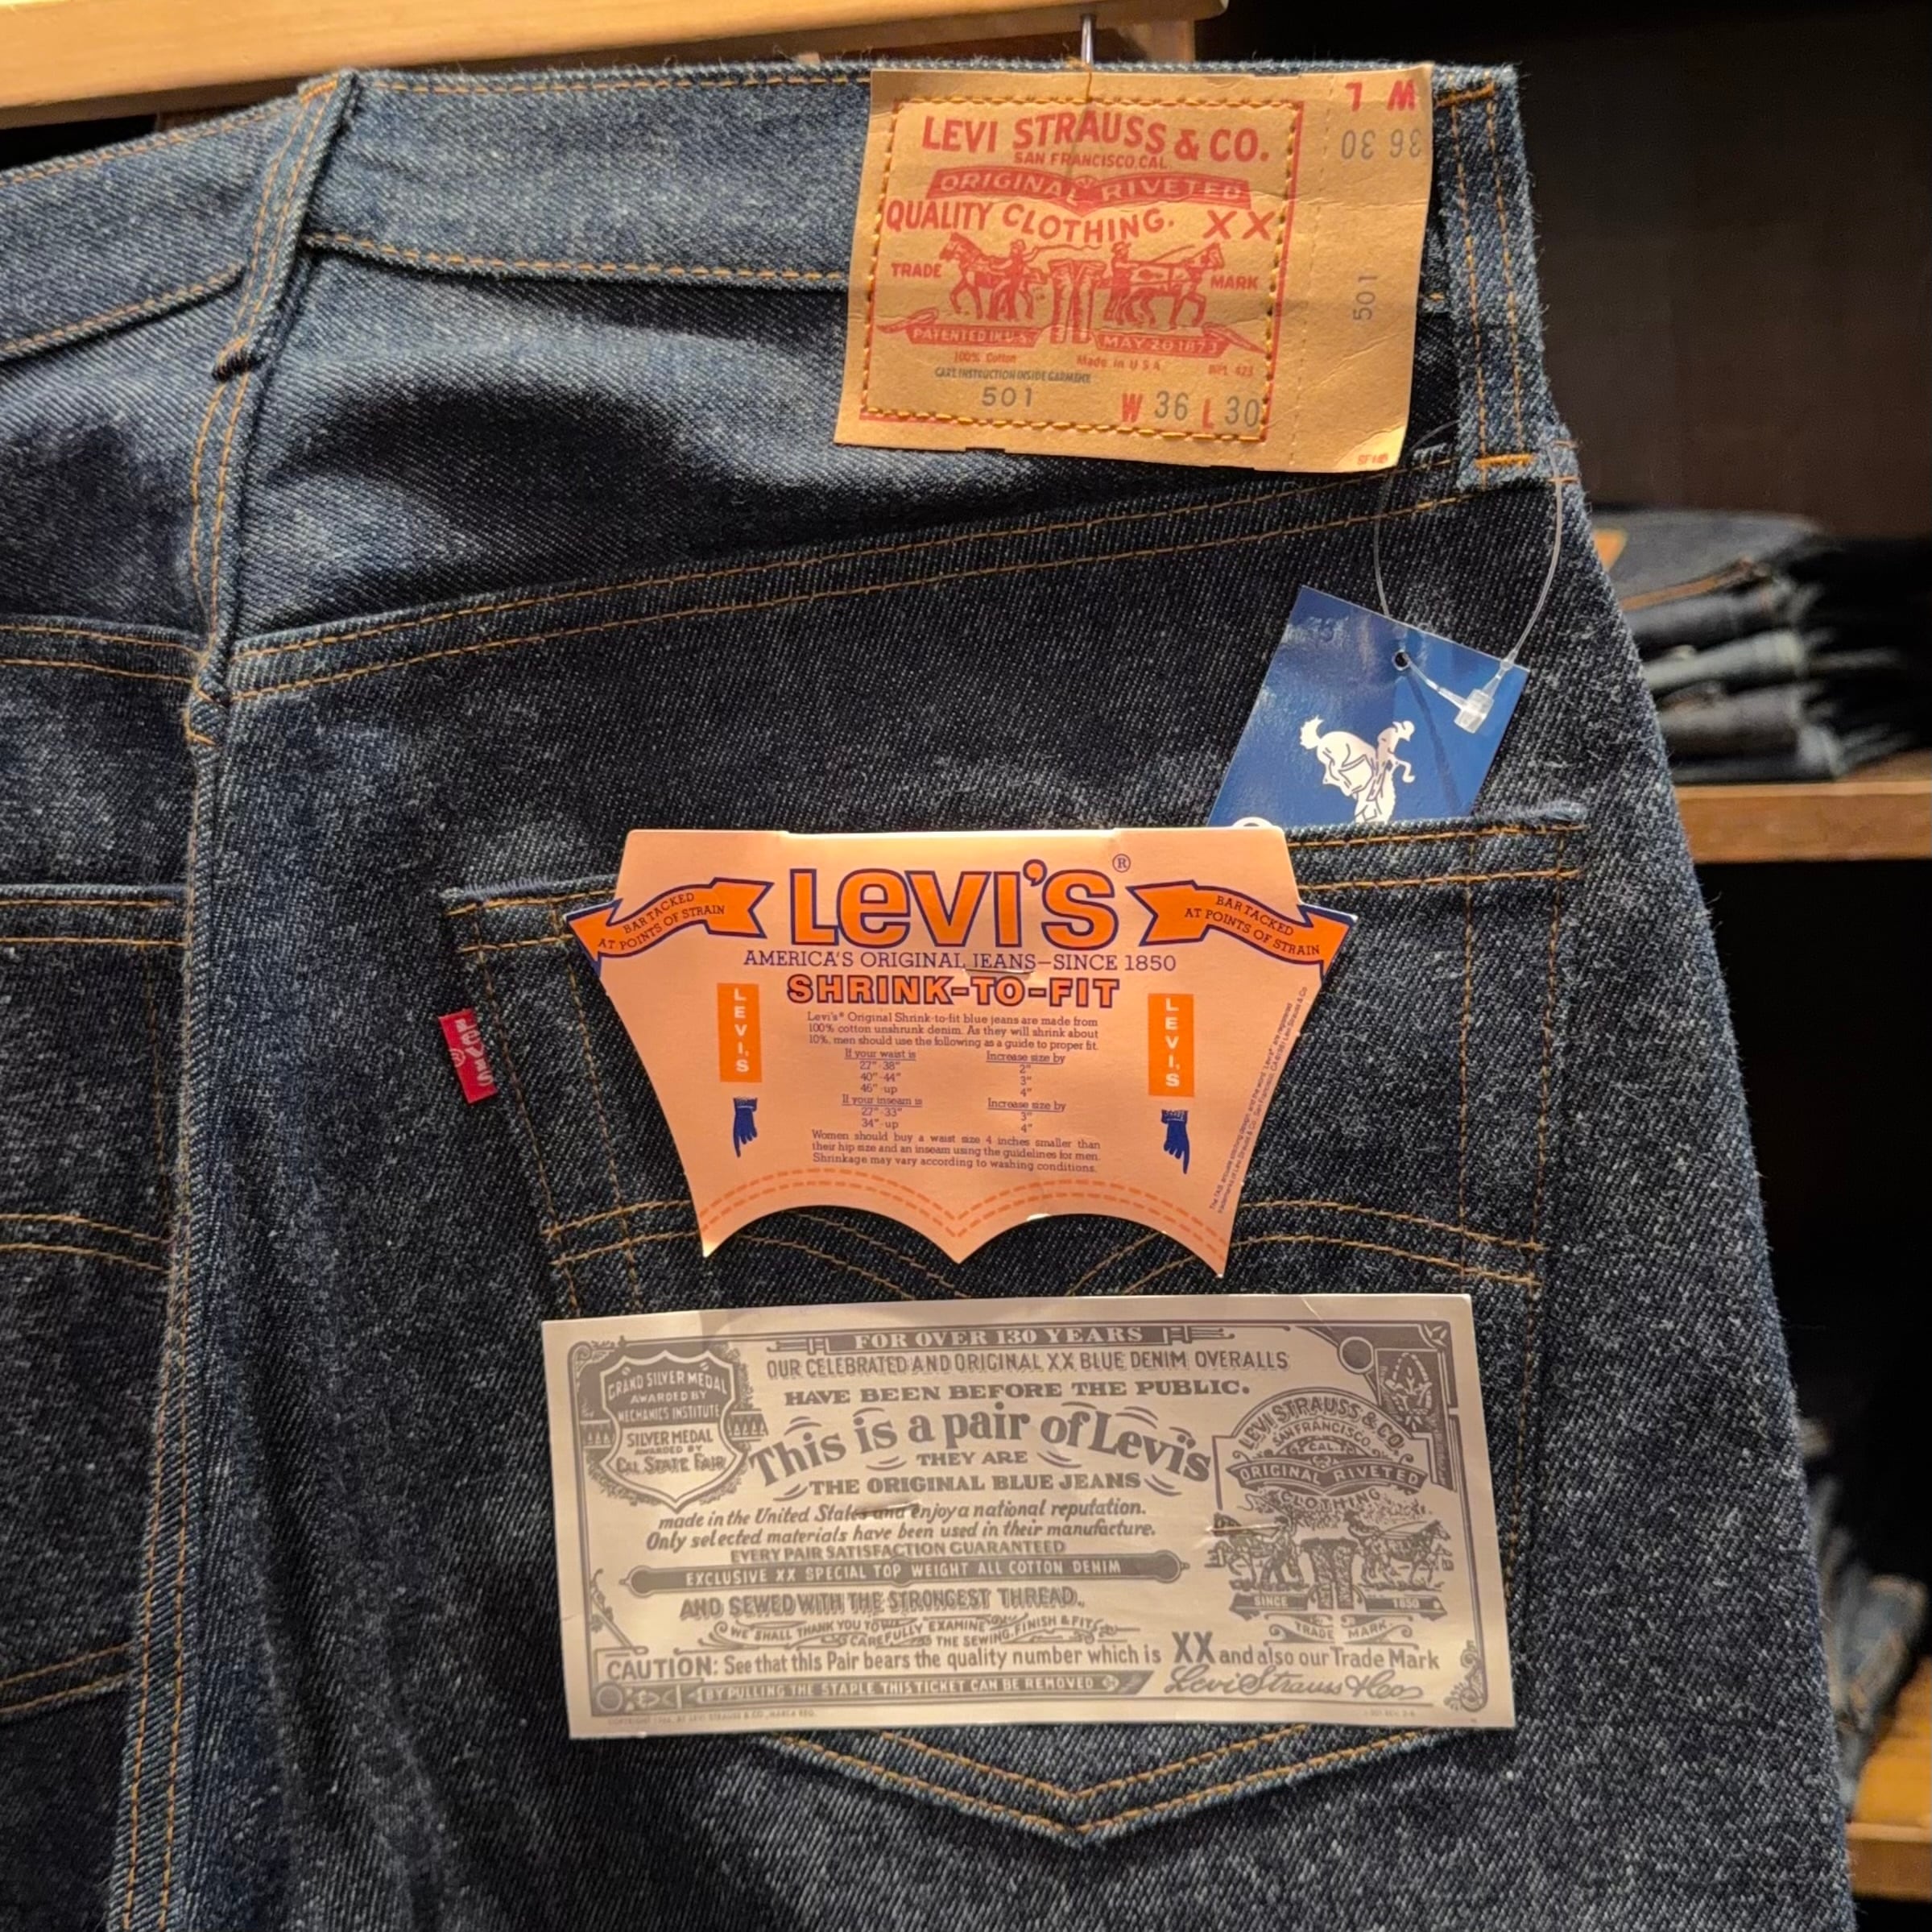 LEVI STRAUSS & CO.
SAN FRANCISCO, CAL.
ORIGINAL RIVETED
QUALITY CLOTHING. XX
TRADE MARK
PATENTED IN U.S. MAY 20 1873
100% Cotton Made in U S A
CARE INSTRUCTION INSIDE GARMENT
501 W 36 L 30
W L
36 30
501
BAR TACKED
AT POINTS OF STRAIN
LEVI'S®
BAR TACKED
AT POINTS OF STRAIN
AMERICA'S ORIGINAL JEANS—SINCE 1850
SHRINK-TO-FIT
LEVI'S
LEVI'S
Levi's® Original Shrink-to-fit blue jeans are made from
100% cotton unshrunk denim. As they will shrink about
10%, men should use the following as a guide to proper fit.
If your waist is Increase size by
27"-38" 2"
40"-44" 3"
46"-up 4"
If your inseam is Increase size by
27"-33" 3"
34"-up 4"
Women should buy a waist size 4 inches smaller than
their hip size and an inseam using the guidelines for men.
Shrinkage may vary according to washing conditions.
Levi's ®
FOR OVER 130 YEARS
OUR CELEBRATED AND ORIGINAL XX BLUE DENIM OVERALLS
HAVE BEEN BEFORE THE PUBLIC.
This is a pair of Levi's
THEY ARE
THE ORIGINAL BLUE JEANS
made in the United States and enjoy a national reputation.
Only selected materials have been used in their manufacture.
EVERY PAIR SATISFACTION GUARANTEED
EXCLUSIVE XX SPECIAL TOP WEIGHT ALL COTTON DENIM
AND SEWED WITH THE STRONGEST THREAD.
WE SHALL THANK YOU TO CAREFULLY EXAMINE THE SEWING, FINISH & FIT
CAUTION: See that this Pair bears the quality number which is XX and also our Trade Mark
BY PULLING THE STAPLE THIS TICKET CAN BE REMOVED
Levi Strauss & Co
GRAND SILVER MEDAL
AWARDED BY
MECHANICS INSTITUTE
SILVER MEDAL
AWARDED BY
CAL STATE FAIR
LEVI STRAUSS & CO.
SAN FRANCISCO
CAL.
ORIGINAL RIVETED
CLOTHING
SINCE 1850
TRADE MARK